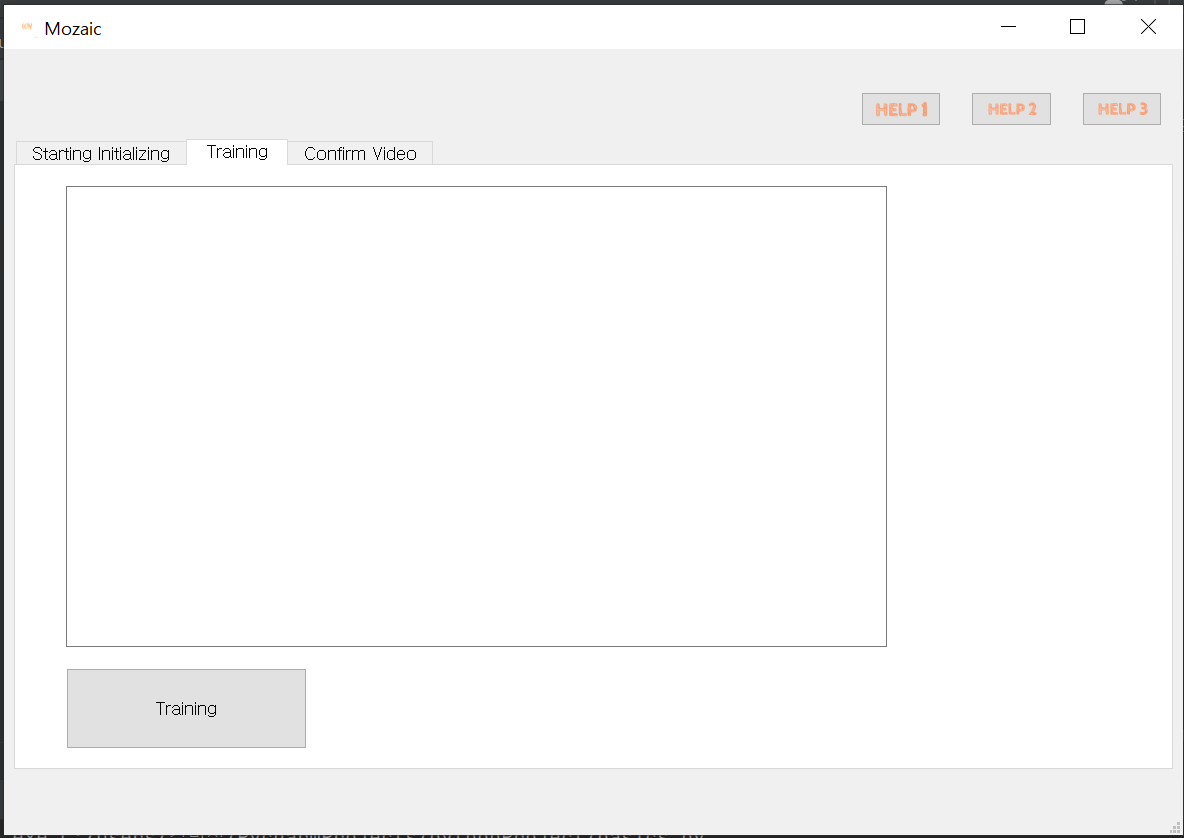 Mozaic
HELP 1 HELP 2 HELP 3
Starting Initializing Training Confirm Video
Training